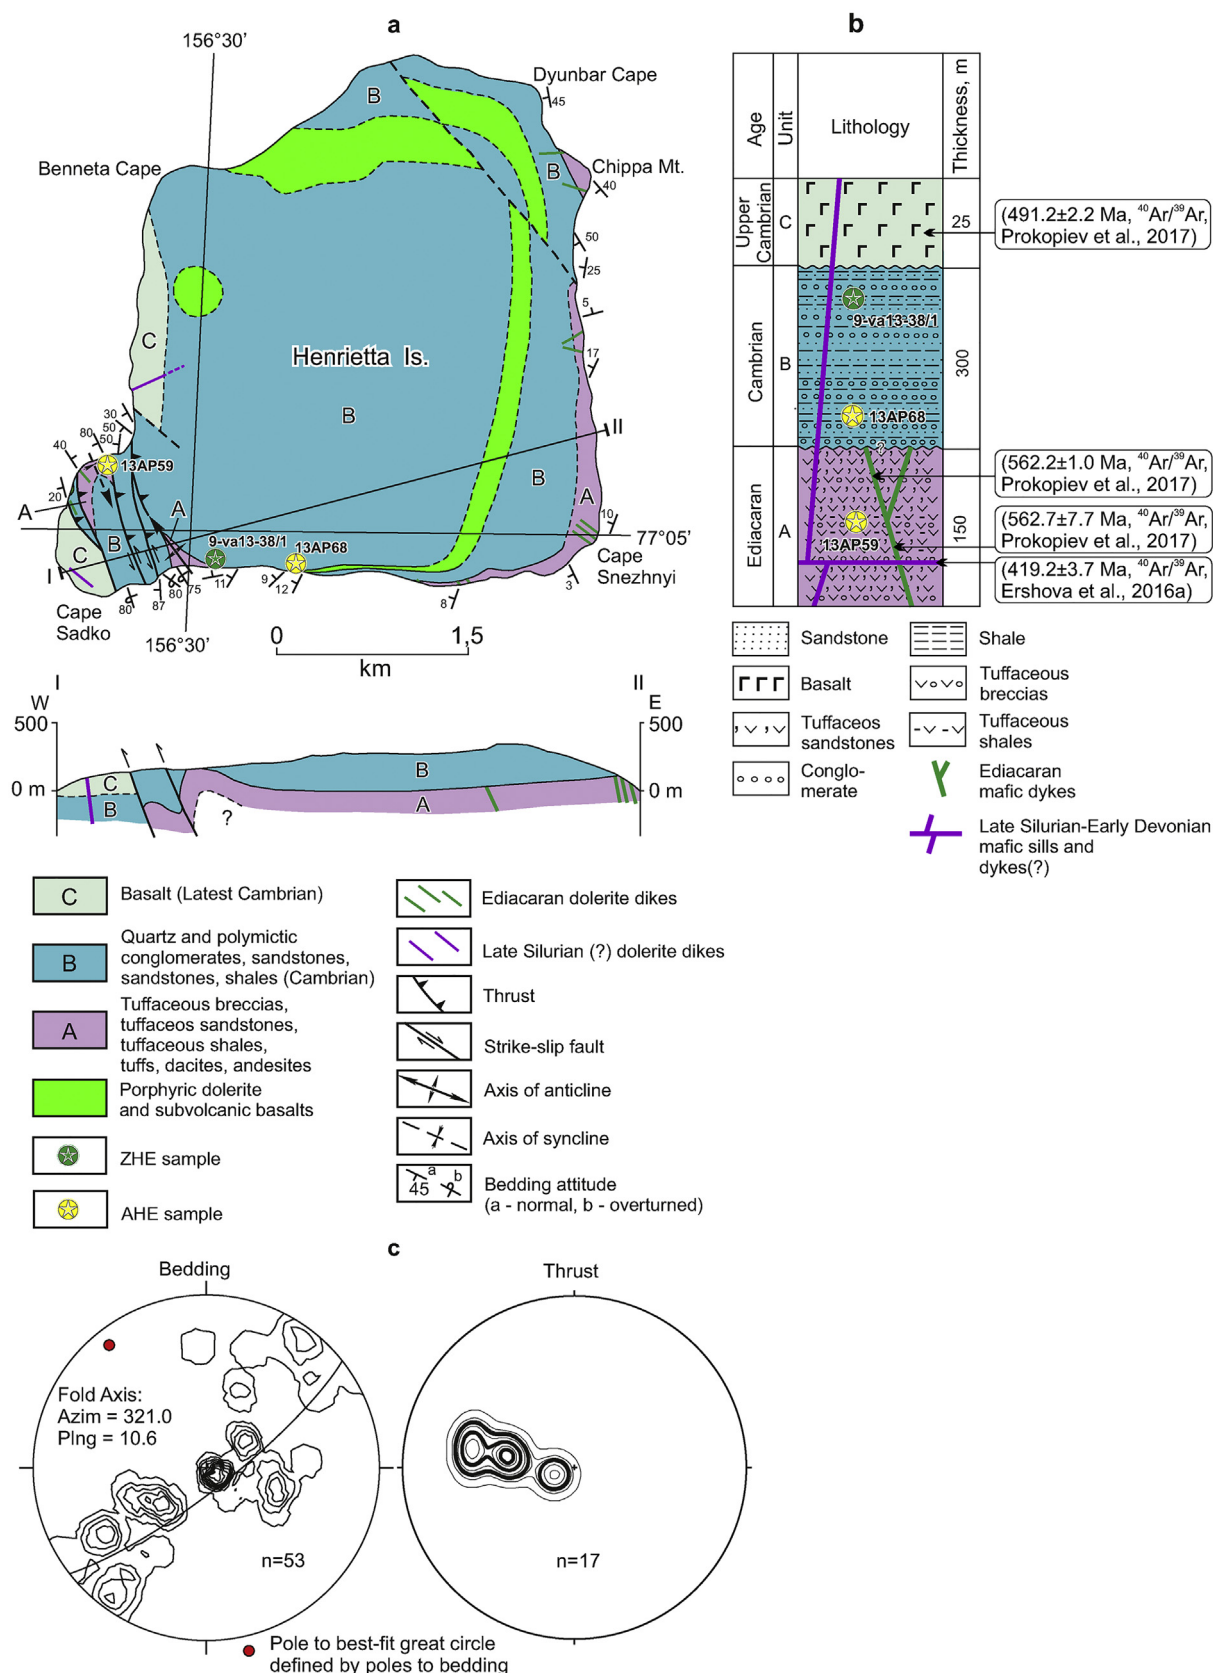 a
156°30'
Dyunbar Cape
B
45
Benneta Cape
B
Chippa Mt.
40
50
25
5
C
17
Henrietta Is.
B
30
II
50
80
50
40
13AP59
B
20
A
A
A
10
9-va13-38/1
13AP68
77°05'
C
B
Cape
Snezhnyi
I
75
11
9
12
3
80
87
80
8
Cape
Sadko
156°30'
0
1,5
km
b
Age
Unit
Lithology
Thickness, m
Upper
Cambrian
C
25
(491.2±2.2 Ma, 40Ar/39Ar,
Prokopiev et al., 2017)
Cambrian
B
9-va13-38/1
13AP68
300
?
Ediacaran
A
13AP59
150
(562.2±1.0 Ma, 40Ar/39Ar,
Prokopiev et al., 2017)
(562.7±7.7 Ma, 40Ar/39Ar,
Prokopiev et al., 2017)
(419.2±3.7 Ma, 40Ar/39Ar,
Ershova et al., 2016a)
Sandstone
Shale
Basalt
Tuffaceous
breccias
Tuffaceos
sandstones
Tuffaceous
shales
Conglo-
merate
Ediacaran
mafic dykes
Late Silurian-Early Devonian
mafic sills and
dykes(?)
I
II
W
E
500
500
0 m
0 m
C
B
B
A
?
C
Basalt (Latest Cambrian)
B
Quartz and polymictic
conglomerates, sandstones,
sandstones, shales (Cambrian)
A
Tuffaceous breccias,
tuffaceos sandstones,
tuffaceous shales,
tuffs, dacites, andesites
Porphyric dolerite
and subvolcanic basalts
ZHE sample
AHE sample
Ediacaran dolerite dikes
Late Silurian (?) dolerite dikes
Thrust
Strike-slip fault
Axis of anticline
Axis of syncline
a
b
45
Bedding attitude
(a - normal, b - overturned)
c
Bedding
Fold Axis:
Azim = 321.0
Plng = 10.6
n=53
Thrust
n=17
Pole to best-fit great circle
defined by poles to bedding